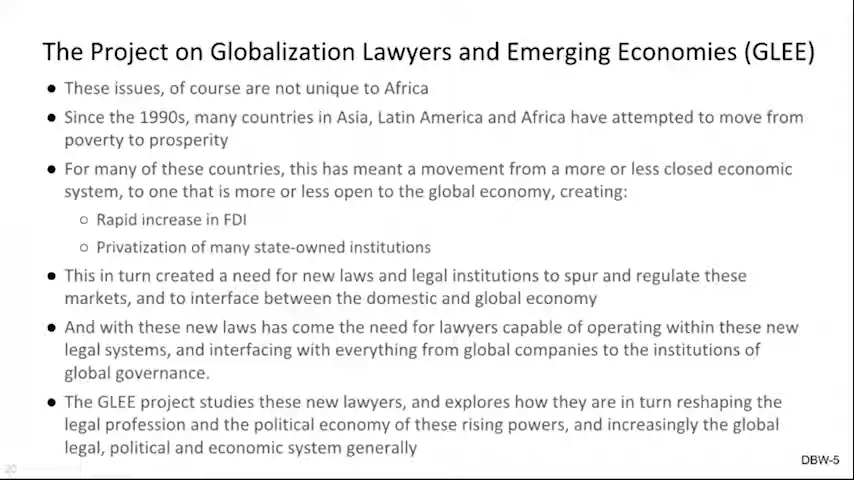 The Project on Globalization Lawyers and Emerging Economies (GLEE)
● These issues, of course are not unique to Africa
● Since the 1990s, many countries in Asia, Latin America and Africa have attempted to move from
poverty to prosperity
● For many of these countries, this has meant a movement from a more or less closed economic
system, to one that is more or less open to the global economy, creating:
○ Rapid increase in FDI
○ Privatization of many state-owned institutions
● This in turn created a need for new laws and legal institutions to spur and regulate these
markets, and to interface between the domestic and global economy
● And with these new laws has come the need for lawyers capable of operating within these new
legal systems, and interfacing with everything from global companies to the institutions of
global governance.
● The GLEE project studies these new lawyers, and explores how they are in turn reshaping the
legal profession and the political economy of these rising powers, and increasingly the global
legal, political and economic system generally
DBW-5
20